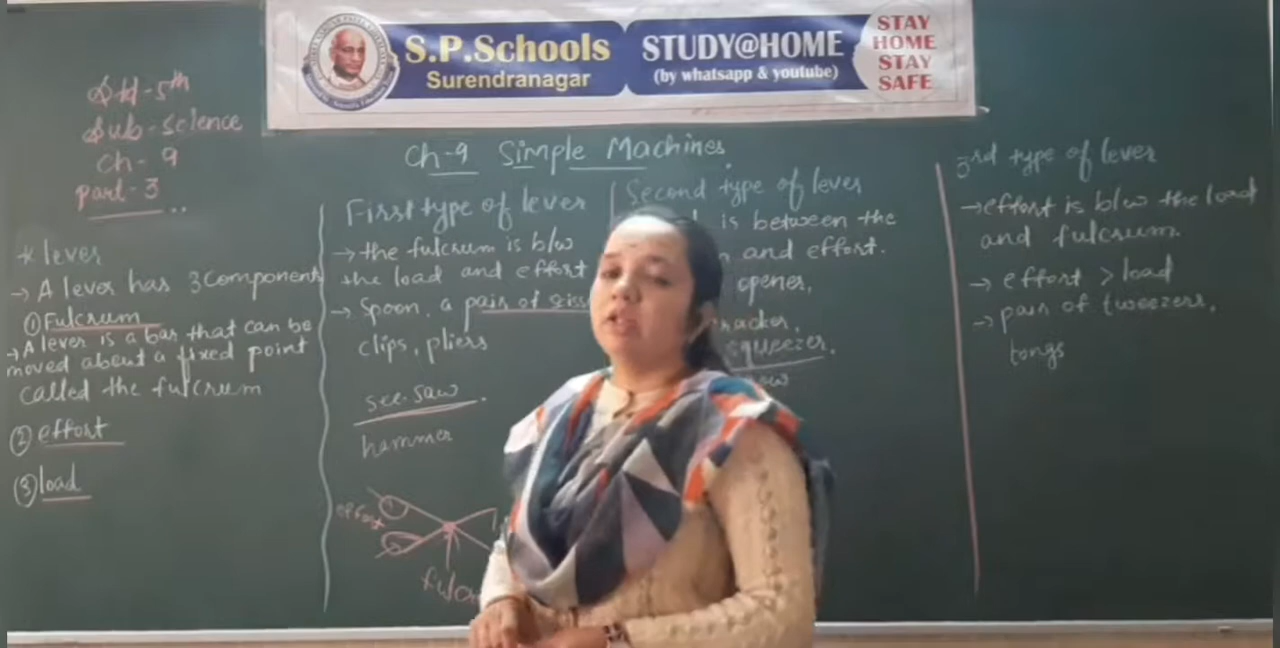 S.P.Schools
Surendranagar
STUDY@HOME
(by whatsapp & youtube)
STAY
HOME
STAY
SAFE
Std-5th
Sub-Science
Ch-9
part-3
Ch-9 Simple Machines
* lever
→ A lever has 3 Component
① Fulcrum
→ A lever is a bar that can be
moved about a fixed point
called the fulcrum
② effort
③ load
First type of lever
→ the fulcrum is b/w
the load and effort
→ Spoon, a pair of
clips, pliers
see-saw
hammer
effort
Second type of lever
is between the
and effort.
opener,
squeezer.
3rd type of lever
→ effort is b/w the load
and fulcrum.
→ effort > load
→ pair of tweezers,
tongs